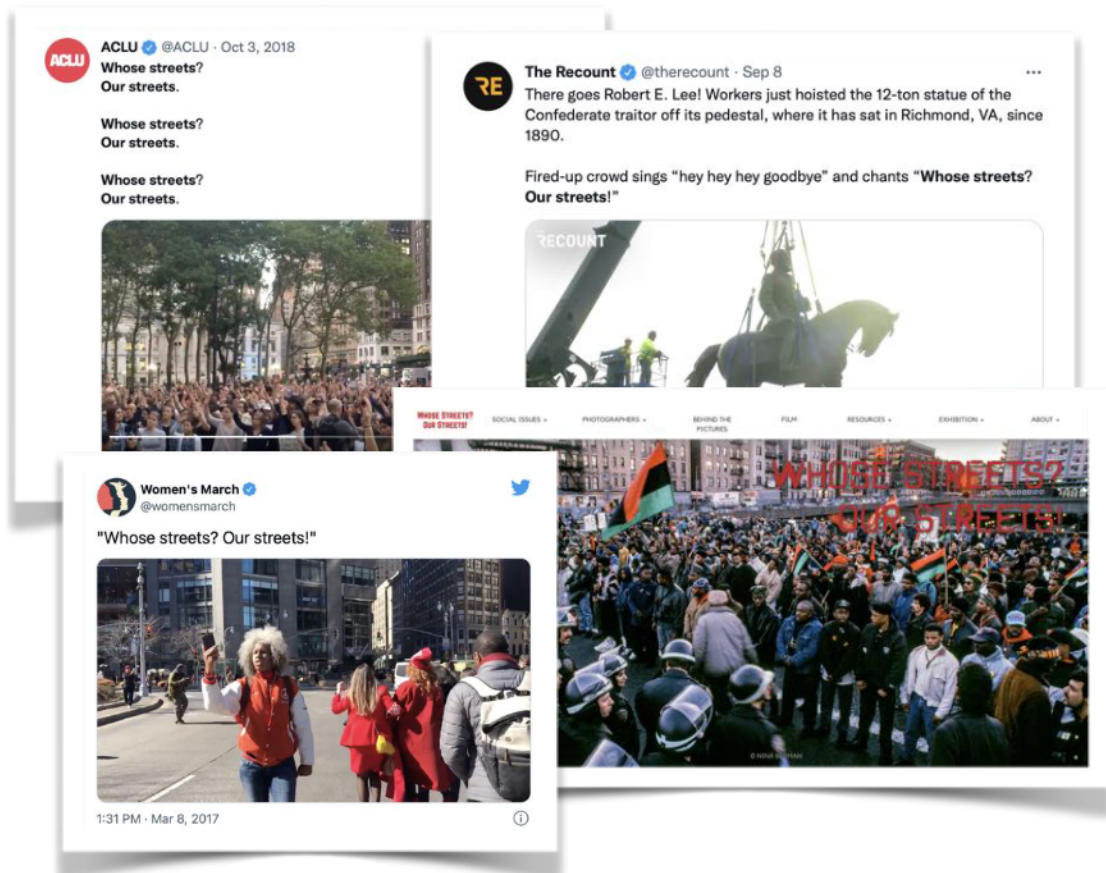 ACLU @ACLU · Oct 3, 2018
Whose streets?
Our streets.
Whose streets?
Our streets.
Whose streets?
Our streets.
ACLU
The Recount @therecount · Sep 8
There goes Robert E. Lee! Workers just hoisted the 12-ton statue of the
Confederate traitor off its pedestal, where it has sat in Richmond, VA, since
1890.
Fired-up crowd sings “hey hey hey goodbye” and chants “Whose streets?
Our streets!”
RE
RECOUNT
WHOSE STREETS?
OUR STREETS!
SOCIAL ISSUES
PHOTOGRAPHERS
BEHIND THE
PICTURES
FILM
RESOURCES
EXHIBITION
ABOUT
WHOSE STREETS?
OUR STREETS!
© NINA BERMAN
Women's March
@womensmarch
"Whose streets? Our streets!"
1:31 PM · Mar 8, 2017